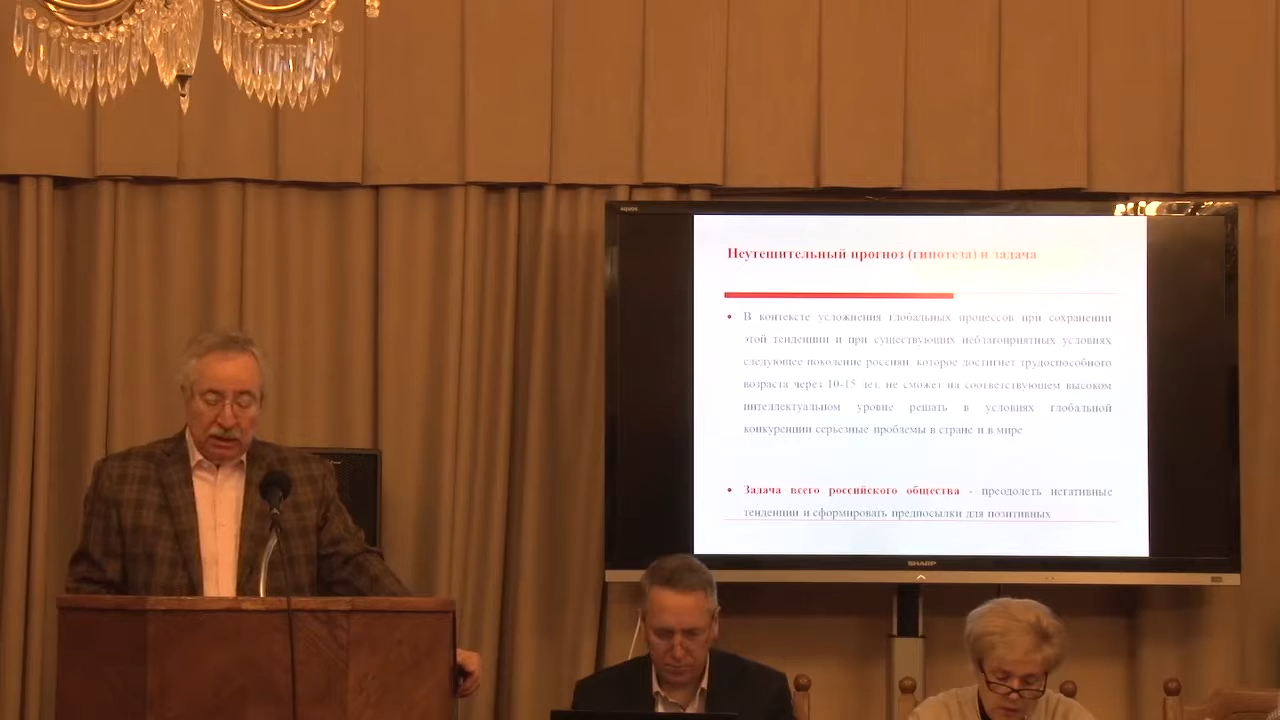 AQUOS
Неутешительный прогноз (гипотеза) и задача
• В контексте усложнения глобальных процессов при сохранении
этой тенденции и при существующих неблагоприятных условиях
следующее поколение россиян, которое достигнет трудоспособного
возраста через 10-15 лет, не сможет на соответствующем высоком
интеллектуальном уровне решать в условиях глобальной
конкуренции серьезные проблемы в стране и в мире
• Задача всего российского общества - преодолеть негативные
тенденции и сформировать предпосылки для позитивных
SHARP